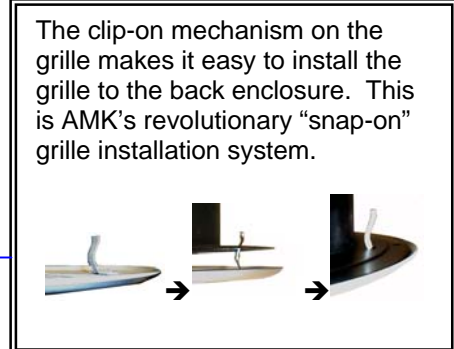 The clip-on mechanism on the
grille makes it easy to install the
grille to the back enclosure.  This
is AMK’s revolutionary “snap-on”
grille installation system.